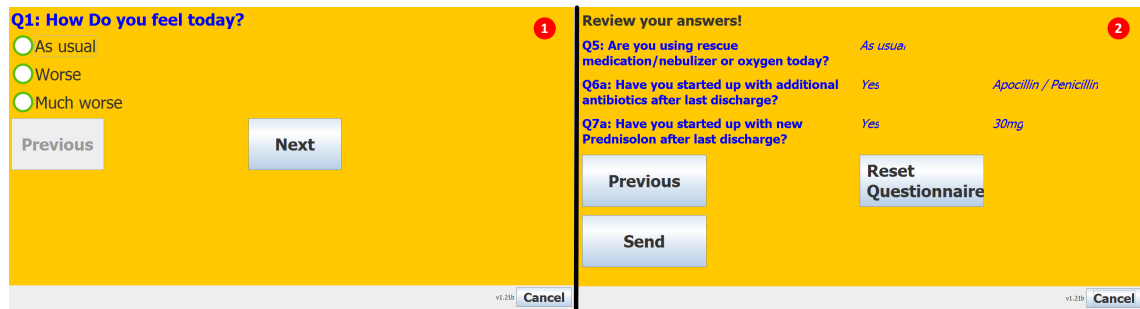 Q1: How Do you feel today?
1
As usual
Worse
Much worse
Previous
Next
v1.21b
Cancel
Review your answers!
2
Q5: Are you using rescue
medication/nebulizer or oxygen today?
As usual
Q6a: Have you started up with additional
antibiotics after last discharge?
Yes
Apocillin / Penicillin
Q7a: Have you started up with new
Prednisolon after last discharge?
Yes
30mg
Previous
Reset
Questionnaire
Send
v1.21b
Cancel